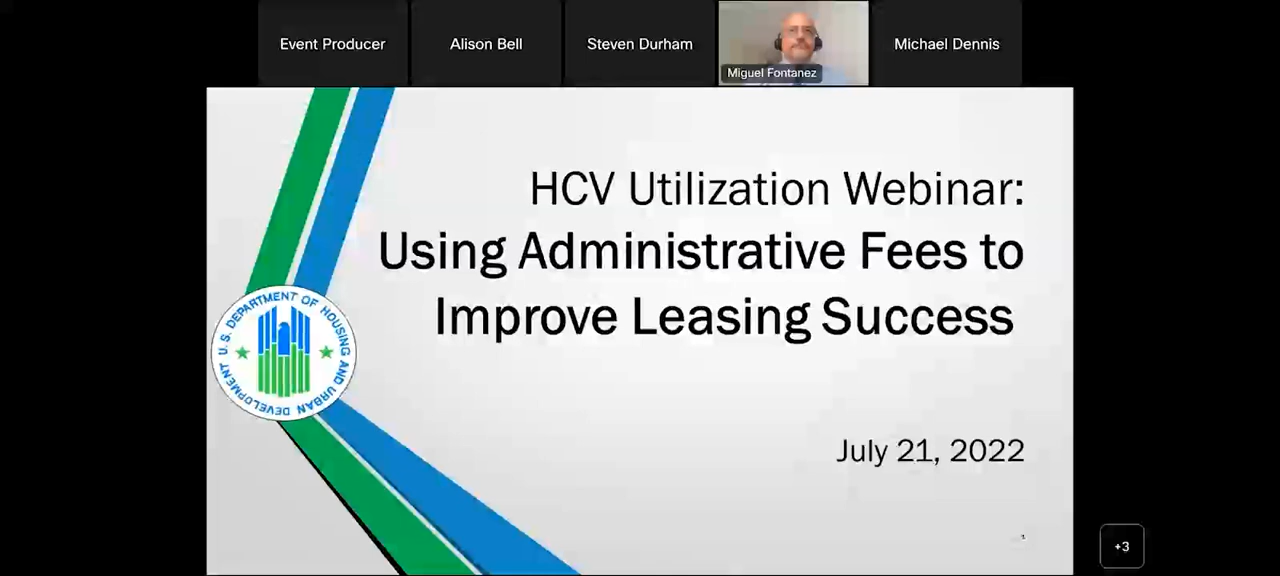 Event Producer
Alison Bell
Steven Durham
Miguel Fontanez
Michael Dennis
HCV Utilization Webinar:
Using Administrative Fees to
Improve Leasing Success
U.S. DEPARTMENT OF HOUSING AND URBAN DEVELOPMENT
July 21, 2022
1
+3